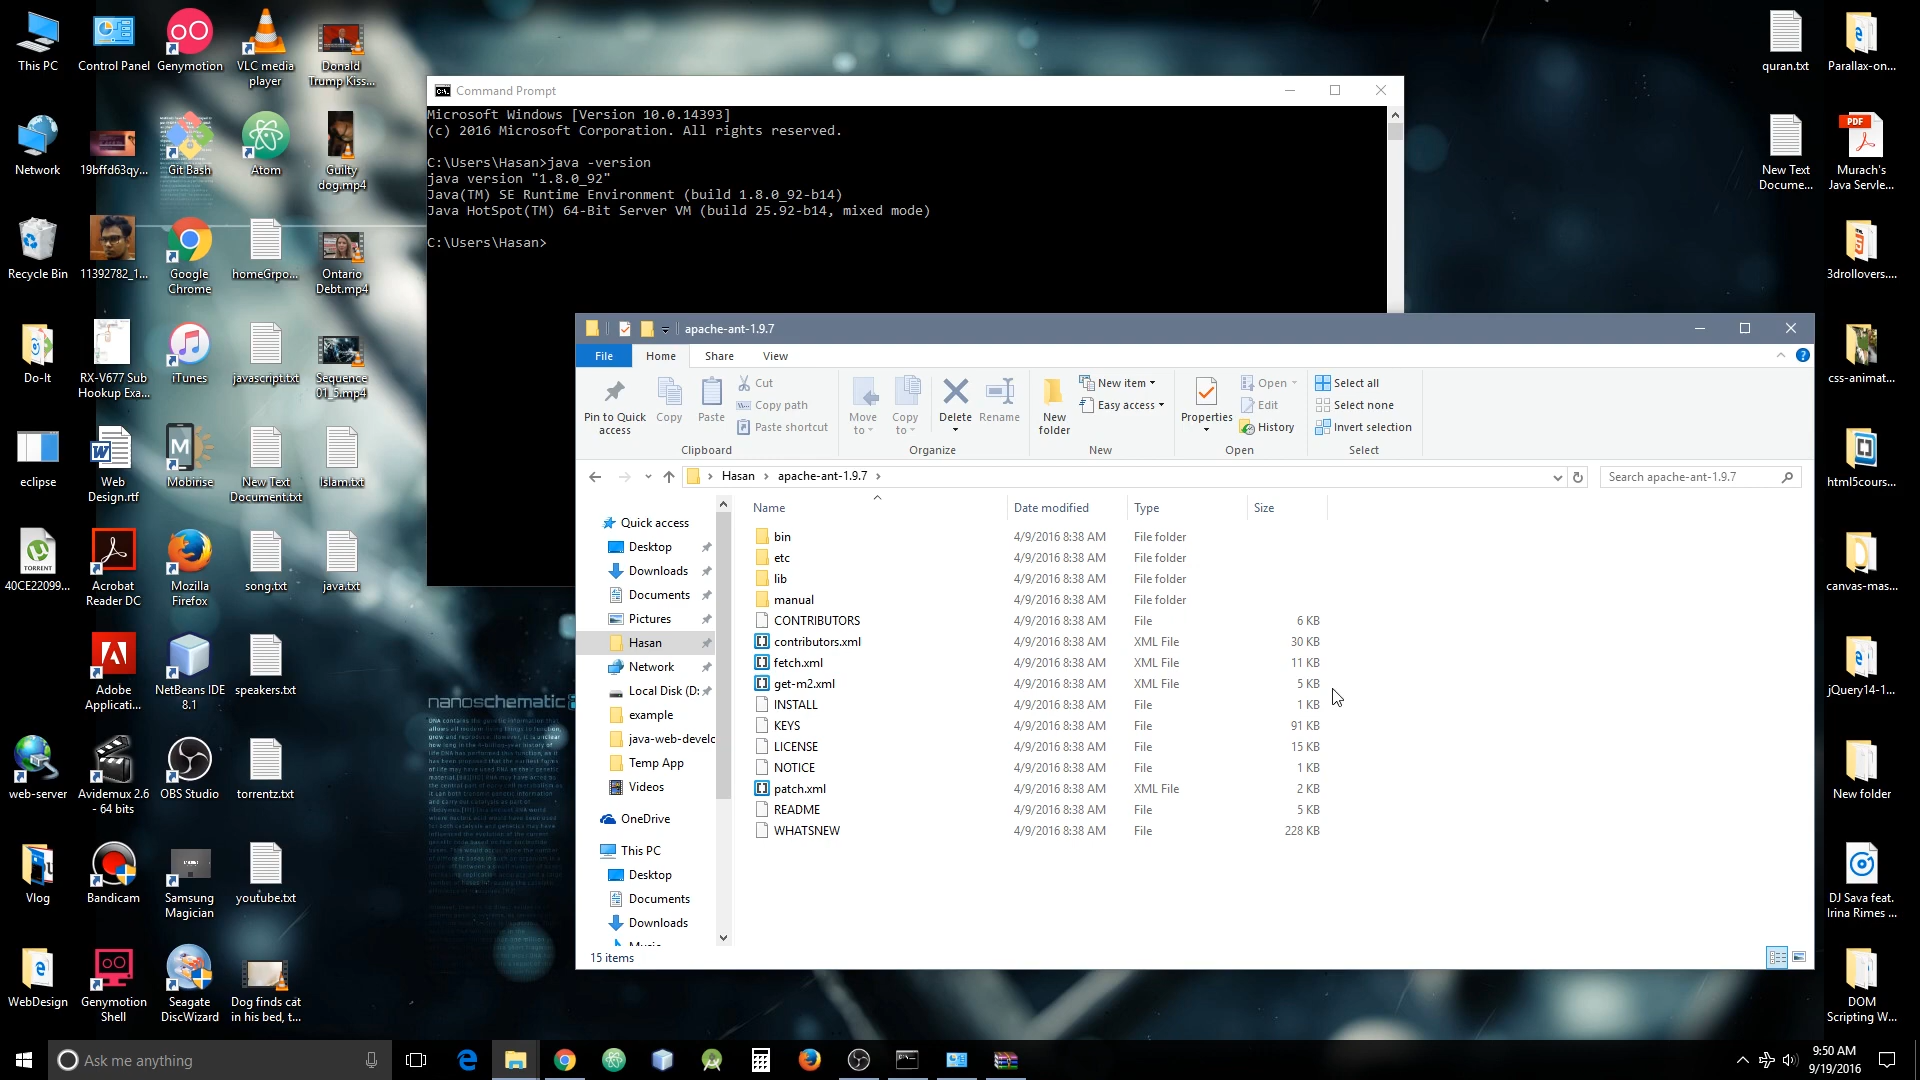 This PC
Control Panel
Genymotion
VLC media player
Donald Trump Kiss...
Network
19bffd63qy...
Git Bash
Atom
Guilty dog.mp4
Recycle Bin
11392782_1...
Google Chrome
homeGrpo...
Ontario Debt.mp4
Do-It
RX-V677 Sub Hookup Exa...
iTunes
javascript.txt
Sequence 01_5.mp4
eclipse
Web Design.rtf
Mobirise
New Text Document.txt
Islam.txt
TORRENT
40CE22099...
Acrobat Reader DC
Mozilla Firefox
song.txt
java.txt
Adobe Applicati...
NetBeans IDE 8.1
speakers.txt
web-server
Avidemux 2.6 - 64 bits
OBS Studio
torrentz.txt
Vlog
Bandicam
Samsung Magician
youtube.txt
WebDesign
Genymotion Shell
Seagate DiscWizard
Dog finds cat in his bed, t...
Command Prompt
Microsoft Windows [Version 10.0.14393]
(c) 2016 Microsoft Corporation. All rights reserved.
C:\Users\Hasan>java -version
java version "1.8.0_92"
Java(TM) SE Runtime Environment (build 1.8.0_92-b14)
Java HotSpot(TM) 64-Bit Server VM (build 25.92-b14, mixed mode)
C:\Users\Hasan>
nanoschematic
apache-ant-1.9.7
File Home Share View
Pin to Quick access
Copy
Paste
Cut
Copy path
Paste shortcut
Clipboard
Move to
Copy to
Delete
Rename
Organize
New folder
New item
Easy access
New
Properties
Open
Edit
History
Open
Select all
Select none
Invert selection
Select
Hasan > apache-ant-1.9.7 >
Search apache-ant-1.9.7
Quick access
Desktop
Downloads
Documents
Pictures
Hasan
Network
Local Disk (D:
example
java-web-develc
Temp App
Videos
OneDrive
This PC
Desktop
Documents
Downloads
Music
Name Date modified Type Size
bin 4/9/2016 8:38 AM File folder
etc 4/9/2016 8:38 AM File folder
lib 4/9/2016 8:38 AM File folder
manual 4/9/2016 8:38 AM File folder
CONTRIBUTORS 4/9/2016 8:38 AM File 6 KB
contributors.xml 4/9/2016 8:38 AM XML File 30 KB
fetch.xml 4/9/2016 8:38 AM XML File 11 KB
get-m2.xml 4/9/2016 8:38 AM XML File 5 KB
INSTALL 4/9/2016 8:38 AM File 1 KB
KEYS 4/9/2016 8:38 AM File 91 KB
LICENSE 4/9/2016 8:38 AM File 15 KB
NOTICE 4/9/2016 8:38 AM File 1 KB
patch.xml 4/9/2016 8:38 AM XML File 2 KB
README 4/9/2016 8:38 AM File 5 KB
WHATSNEW 4/9/2016 8:38 AM File 228 KB
15 items
quran.txt
Parallax-on...
New Text Docume...
PDF
Murach's Java Servle...
3drollovers....
css-animat...
html5cours...
canvas-mas...
jQuery14-1...
New folder
DJ Sava feat. Irina Rimes ...
DOM Scripting W...
Ask me anything
9:50 AM
9/19/2016